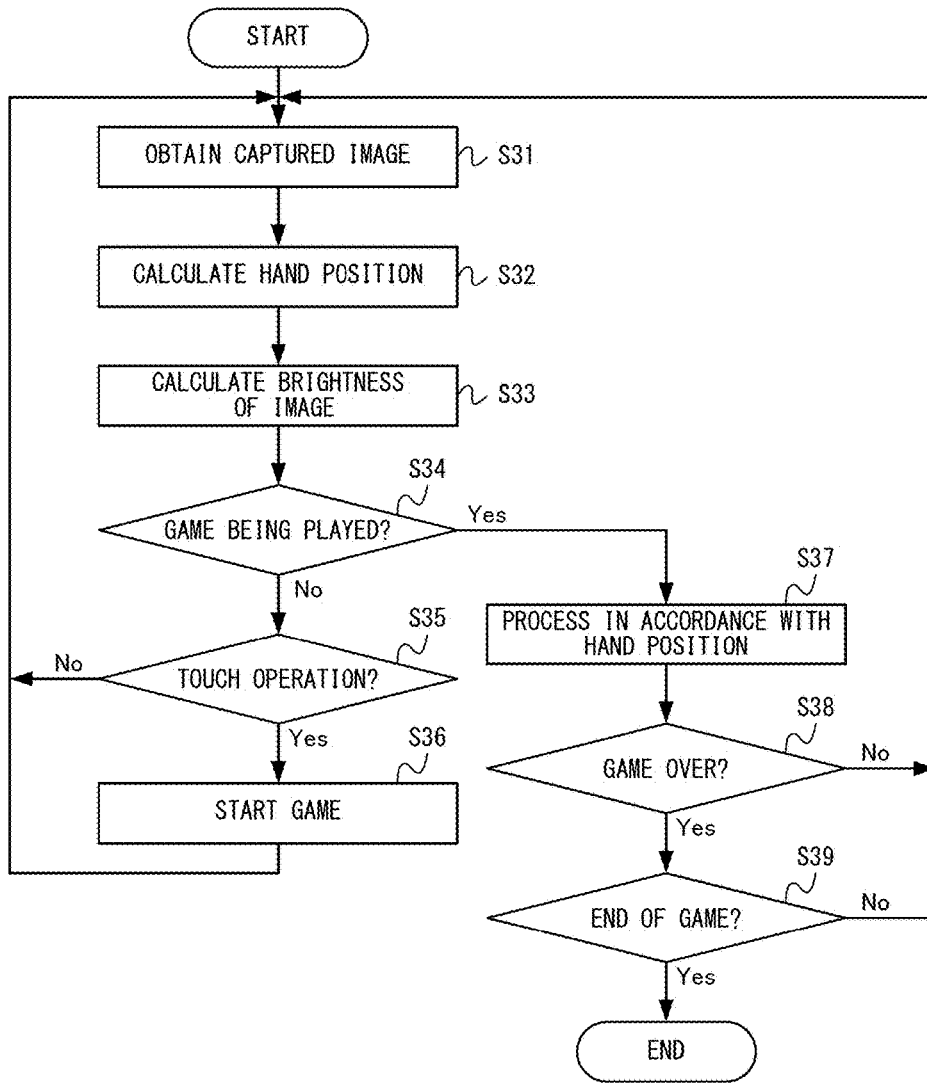 START
OBTAIN CAPTURED IMAGE
S31
CALCULATE HAND POSITION
S32
CALCULATE BRIGHTNESS
OF IMAGE
S33
S34
GAME BEING PLAYED?
Yes
No
S35
TOUCH OPERATION?
No
Yes
S36
START GAME
S37
PROCESS IN ACCORDANCE WITH
HAND POSITION
S38
GAME OVER?
No
Yes
S39
END OF GAME?
No
Yes
END